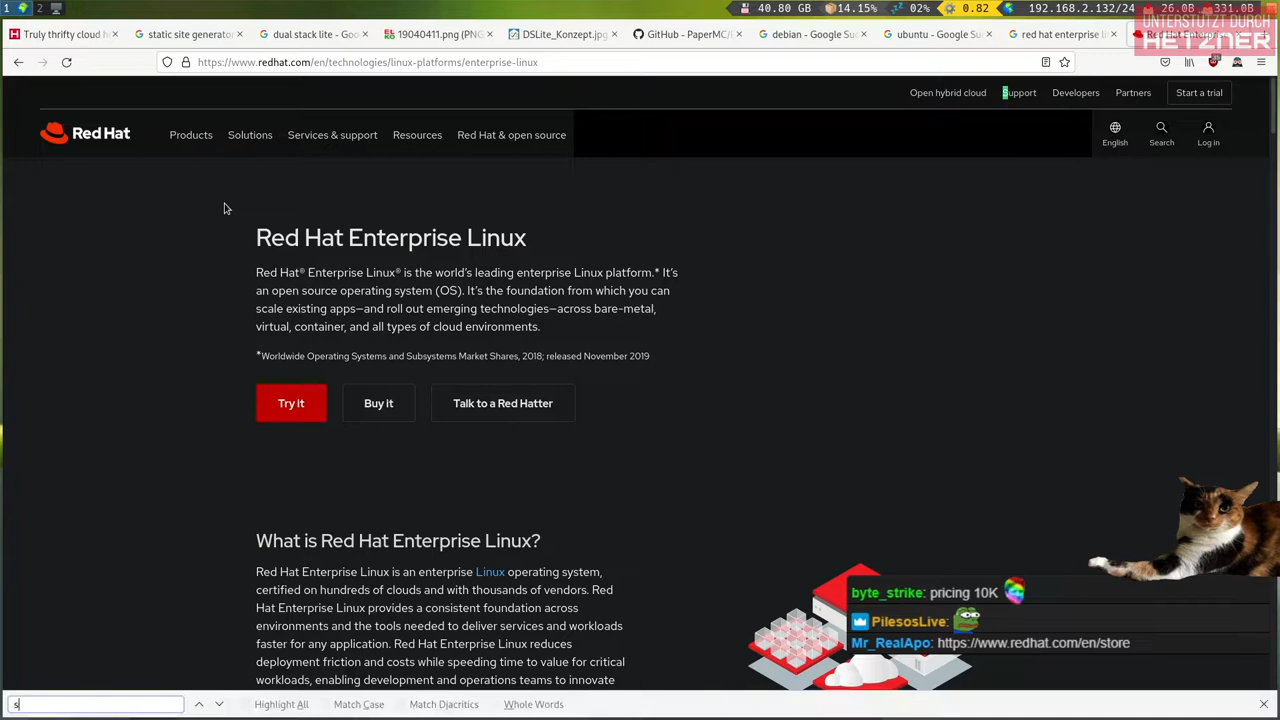 1 2 40.80 GB 14.15% 02% 0.82 192.168.2.132/24 26.0B 331.0B
UNTERSTÜTZT DURCH
HETZNER
Truly thrifty cloud h static site generator dual stack lite - Goo 19040411.png (PNG DSLite_Konzept.jpg GitHub - PaperMC/ debian - Google Su ubuntu - Google Su red hat enterprise l Red Hat Enterprise
https://www.redhat.com/en/technologies/linux-platforms/enterprise-linux
Open hybrid cloud Support Developers Partners Start a trial
Red Hat Products Solutions Services & support Resources Red Hat & open source
English Search Log in
Red Hat Enterprise Linux
Red Hat® Enterprise Linux® is the world's leading enterprise Linux platform.* It's
an open source operating system (OS). It's the foundation from which you can
scale existing apps—and roll out emerging technologies—across bare-metal,
virtual, container, and all types of cloud environments.
*Worldwide Operating Systems and Subsystems Market Shares, 2018; released November 2019
Try it Buy it Talk to a Red Hatter
What is Red Hat Enterprise Linux?
Red Hat Enterprise Linux is an enterprise Linux operating system,
certified on hundreds of clouds and with thousands of vendors. Red
Hat Enterprise Linux provides a consistent foundation across
environments and the tools needed to deliver services and workloads
faster for any application. Red Hat Enterprise Linux reduces
deployment friction and costs while speeding time to value for critical
workloads, enabling development and operations teams to innovate
byte_strike: pricing 10K
PilesosLive:
Mr_RealApo: https://www.redhat.com/en/store
s Highlight All Match Case Match Diacritics Whole Words